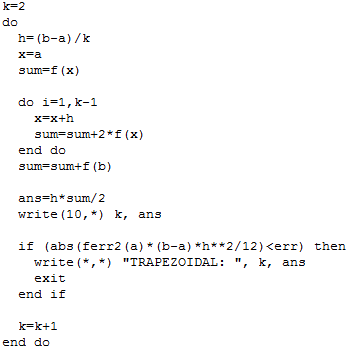 k=2
do
h=(b-a)/k
x=a
sum=f(x)
do i=1,k-1
x=x+h
sum=sum+2*f(x)
end do
sum=sum+f(b)
ans=h*sum/2
write(10,*) k, ans
if (abs(ferr2(a)*(b-a)*h**2/12)<err) then
write(*,*) "TRAPEZOIDAL: ", k, ans
exit
end if
k=k+1
end do